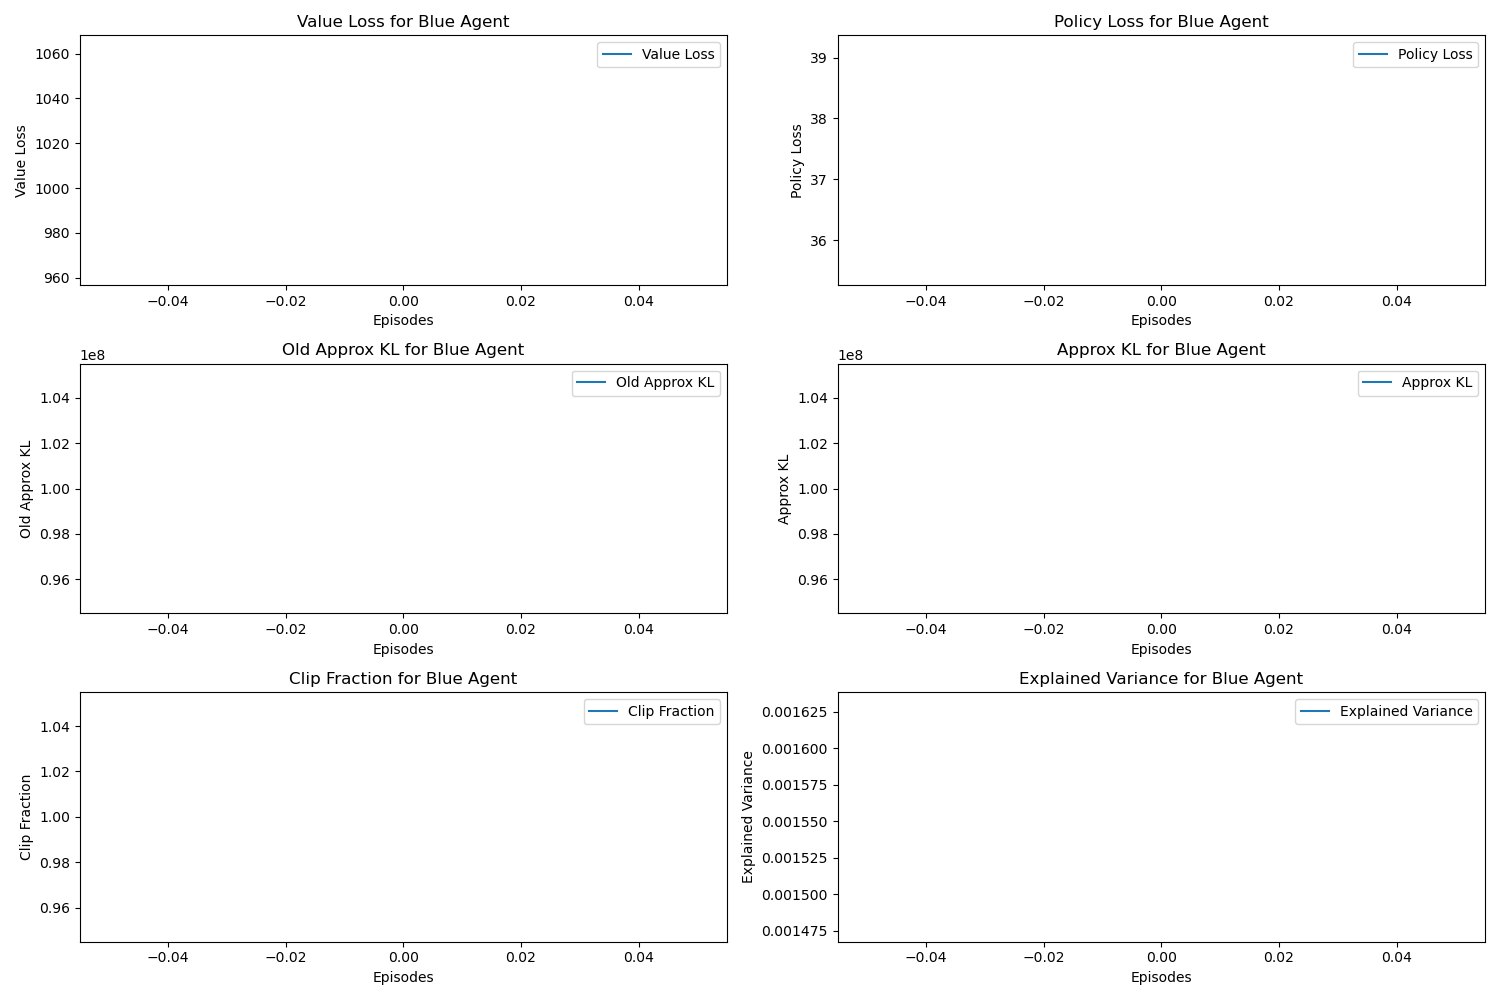 Value Loss for Blue Agent
Value Loss
1060
1040
1020
1000
980
960
Value Loss
−0.04 −0.02 0.00 0.02 0.04
Episodes
Policy Loss for Blue Agent
Policy Loss
39
38
37
36
Policy Loss
−0.04 −0.02 0.00 0.02 0.04
Episodes
Old Approx KL for Blue Agent
1e8
Old Approx KL
1.04
1.02
1.00
0.98
0.96
Old Approx KL
−0.04 −0.02 0.00 0.02 0.04
Episodes
Approx KL for Blue Agent
1e8
Approx KL
1.04
1.02
1.00
0.98
0.96
Approx KL
−0.04 −0.02 0.00 0.02 0.04
Episodes
Clip Fraction for Blue Agent
Clip Fraction
1.04
1.02
1.00
0.98
0.96
Clip Fraction
−0.04 −0.02 0.00 0.02 0.04
Episodes
Explained Variance for Blue Agent
Explained Variance
0.001625
0.001600
0.001575
0.001550
0.001525
0.001500
0.001475
Explained Variance
−0.04 −0.02 0.00 0.02 0.04
Episodes